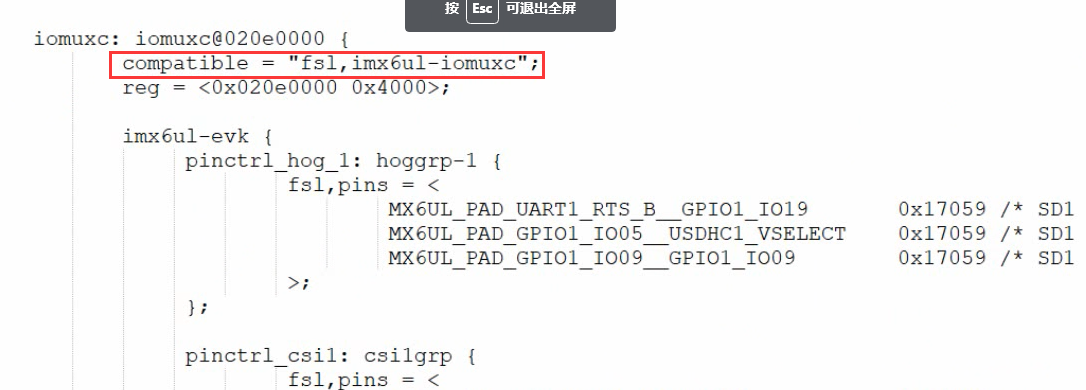 按 Esc 可退出全屏
iomuxc: iomuxc@020e0000 {
compatible = "fsl,imx6ul-iomuxc";
reg = <0x020e0000 0x4000>;
imx6ul-evk {
pinctrl_hog_1: hoggrp-1 {
fsl,pins = <
MX6UL_PAD_UART1_RTS_B__GPIO1_IO19 0x17059 /* SD1
MX6UL_PAD_GPIO1_IO05__USDHC1_VSELECT 0x17059 /* SD1
MX6UL_PAD_GPIO1_IO09__GPIO1_IO09 0x17059 /* SD1
>;
};
pinctrl_csi1: csi1grp {
fsl,pins = <